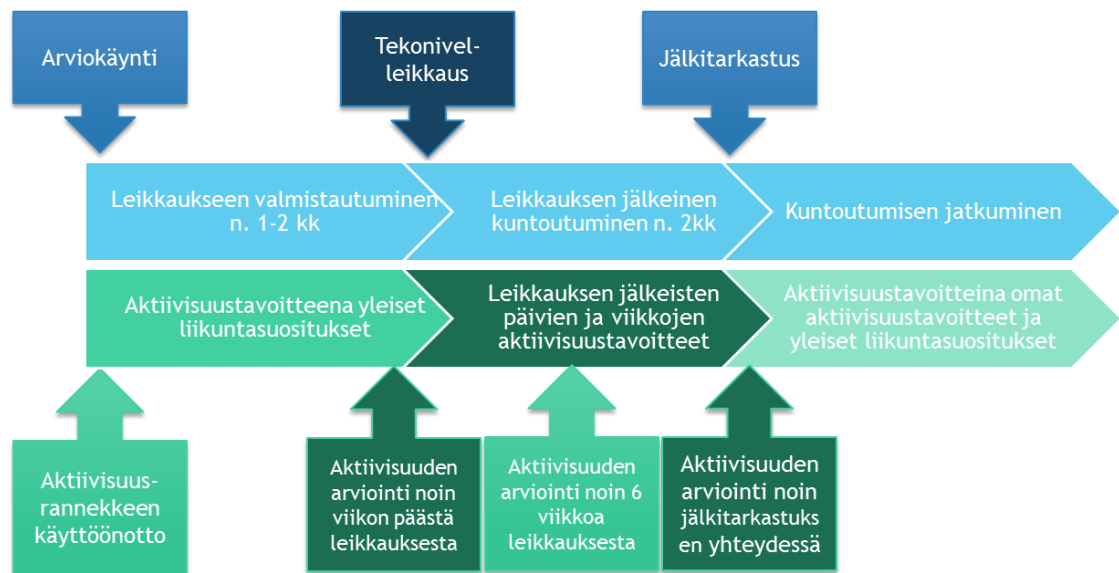 Arviokäynti
Tekonivel-
leikkaus
Jälkitarkastus
Leikkaukseen valmistautuminen
n. 1-2 kk
Leikkauksen jälkeinen
kuntoutuminen n. 2kk
Kuntoutumisen jatkuminen
Aktiivisuustavoitteena yleiset
liikuntasuositukset
Leikkauksen jälkeisten
päivien ja viikkojen
aktiivisuustavoitteet
Aktiivisuustavoitteina omat
aktiivisuustavoitteet ja
yleiset liikuntasuositukset
Aktiivisuus-
rannekkeen
käyttöönotto
Aktiivisuuden
arviointi noin
viikon päästä
leikkauksesta
Aktiivisuuden
arviointi noin 6
viikkoa
leikkauksesta
Aktiivisuuden
arviointi noin
jälkitarkastuks
en yhteydessä